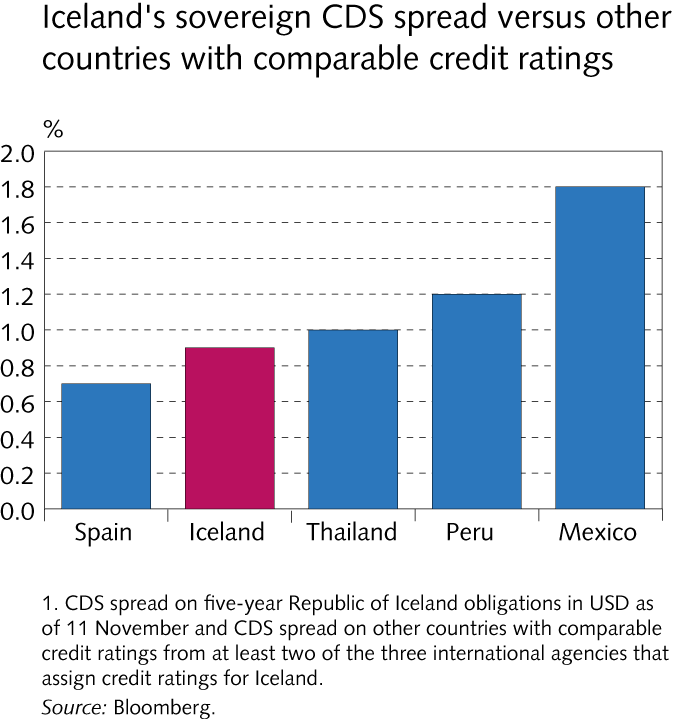 Iceland's sovereign CDS spread versus other
countries with comparable credit ratings
%
2.0
1.8
1.6
1.4
1.2
1.0
0.8
0.6
0.4
0.2
0.0
Spain Iceland Thailand Peru Mexico
1. CDS spread on five-year Republic of Iceland obligations in USD as
of 11 November and CDS spread on other countries with comparable
credit ratings from at least two of the three international agencies that
assign credit ratings for Iceland.
Source: Bloomberg.